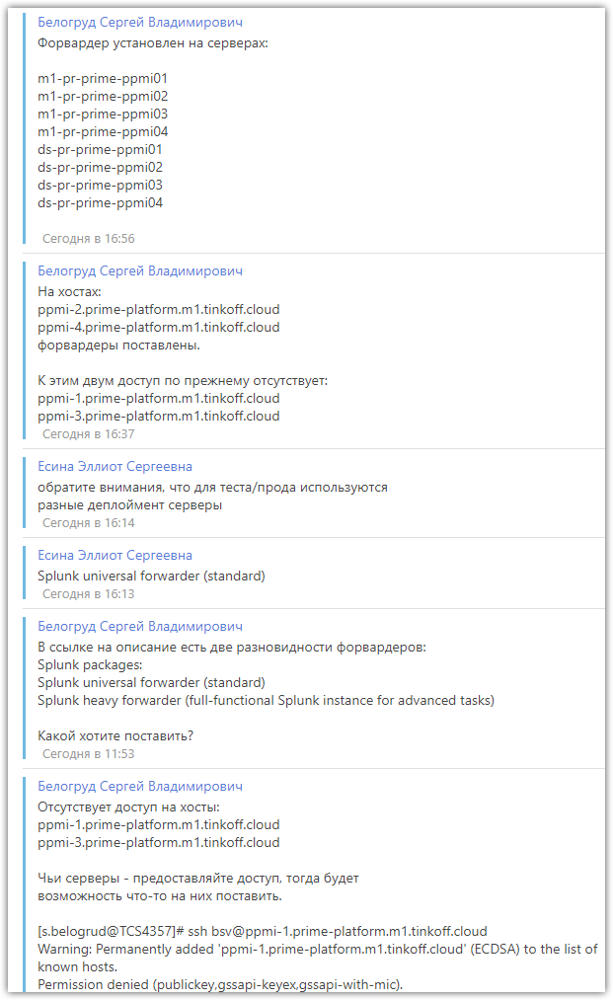 Белогруд Сергей Владимирович
Форвардер установлен на серверах:
m1-pr-prime-ppmi01
m1-pr-prime-ppmi02
m1-pr-prime-ppmi03
m1-pr-prime-ppmi04
ds-pr-prime-ppmi01
ds-pr-prime-ppmi02
ds-pr-prime-ppmi03
ds-pr-prime-ppmi04
Сегодня в 16:56
Белогруд Сергей Владимирович
На хостах:
ppmi-2.prime-platform.m1.tinkoff.cloud
ppmi-4.prime-platform.m1.tinkoff.cloud
форвардеры поставлены.
К этим двум доступ по прежнему отсутствует:
ppmi-1.prime-platform.m1.tinkoff.cloud
ppmi-3.prime-platform.m1.tinkoff.cloud
Сегодня в 16:37
Есина Эллиот Сергеевна
обратите внимания, что для теста/прода используются
разные деплоймент серверы
Сегодня в 16:14
Есина Эллиот Сергеевна
Splunk universal forwarder (standard)
Сегодня в 16:13
Белогруд Сергей Владимирович
В ссылке на описание есть две разновидности форвардеров:
Splunk packages:
Splunk universal forwarder (standard)
Splunk heavy forwarder (full-functional Splunk instance for advanced tasks)
Какой хотите поставить?
Сегодня в 11:53
Белогруд Сергей Владимирович
Отсутствует доступ на хосты:
ppmi-1.prime-platform.m1.tinkoff.cloud
ppmi-3.prime-platform.m1.tinkoff.cloud
Чьи серверы - предоставляйте доступ, тогда будет
возможность что-то на них поставить.
[s.belogrud@TCS4357]# ssh bsv@ppmi-1.prime-platform.m1.tinkoff.cloud
Warning: Permanently added 'ppmi-1.prime-platform.m1.tinkoff.cloud' (ECDSA) to the list of
known hosts.
Permission denied (publickey,gssapi-keyex,gssapi-with-mic).